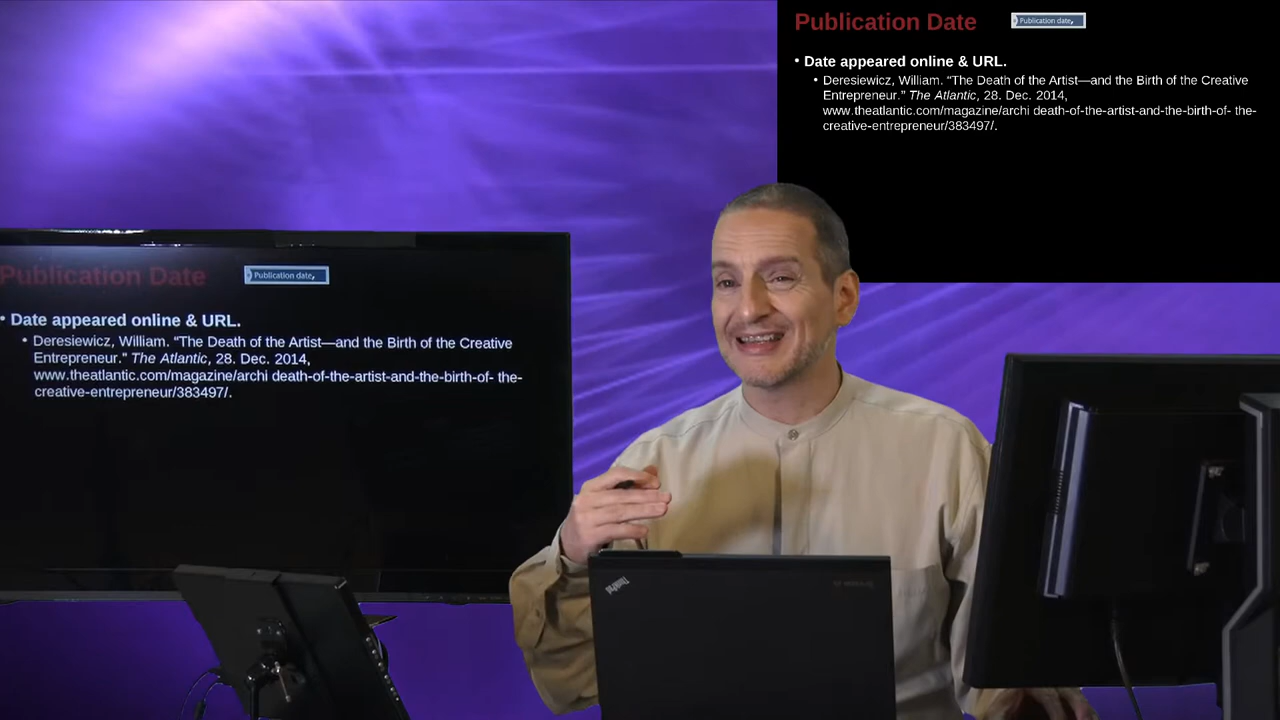 Publication Date
Publication date,
• Date appeared online & URL.
• Deresiewicz, William. “The Death of the Artist—and the Birth of the Creative
Entrepreneur.” The Atlantic, 28. Dec. 2014,
www.theatlantic.com/magazine/archi death-of-the-artist-and-the-birth-of- the-
creative-entrepreneur/383497/.
Publication Date
Publication date,
• Date appeared online & URL.
• Deresiewicz, William. “The Death of the Artist—and the Birth of the Creative
Entrepreneur.” The Atlantic, 28. Dec. 2014,
www.theatlantic.com/magazine/archi death-of-the-artist-and-the-birth-of- the-
creative-entrepreneur/383497/.
ThinkPad